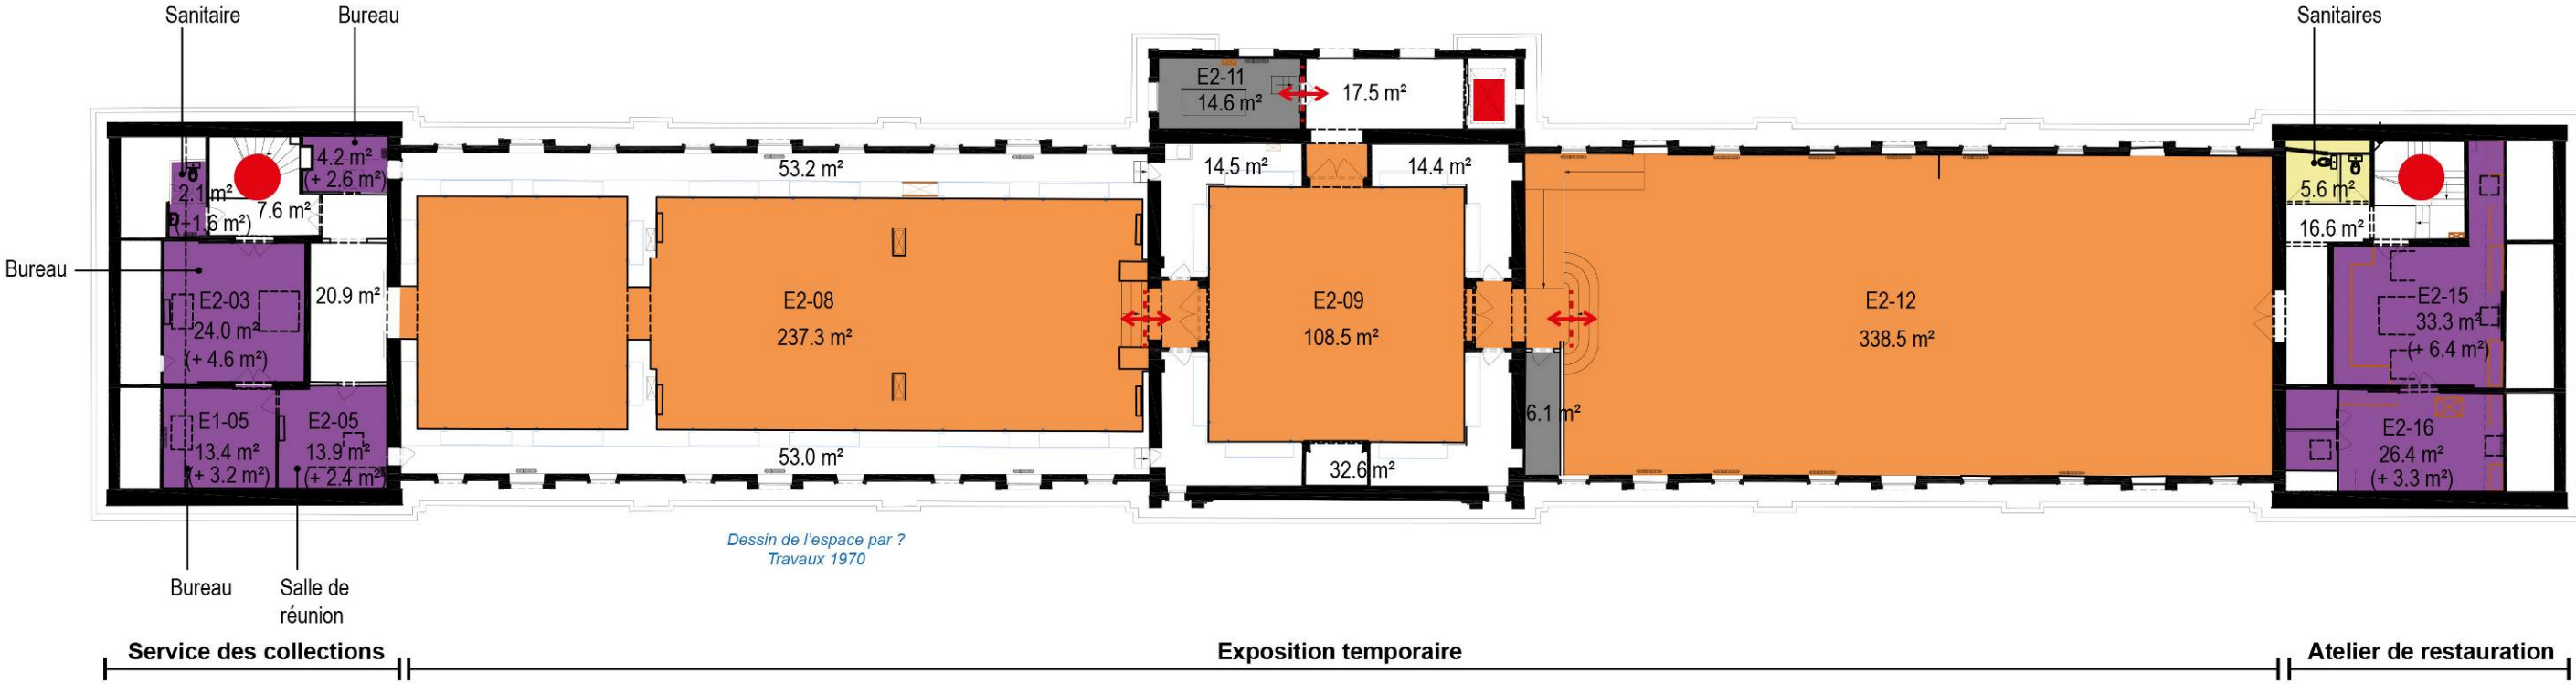 Sanitaire
Bureau
Sanitaires
E2-11
14.6 m²
17.5 m²
4.2 m²
(+ 2.6 m²)
53.2 m²
14.5 m²
14.4 m²
2.1 m²
(+1.6 m²)
7.6 m²
5.6 m²
16.6 m²
Bureau
E2-03
24.0 m²
(+ 4.6 m²)
20.9 m²
E2-08
237.3 m²
E2-09
108.5 m²
E2-12
338.5 m²
E2-15
33.3 m²
(+ 6.4 m²)
E1-05
13.4 m²
(+ 3.2 m²)
E2-05
13.9 m²
(+ 2.4 m²)
53.0 m²
32.6 m²
6.1 m²
E2-16
26.4 m²
(+ 3.3 m²)
Dessin de l'espace par ?
Travaux 1970
Bureau
Salle de
réunion
Service des collections
Exposition temporaire
Atelier de restauration